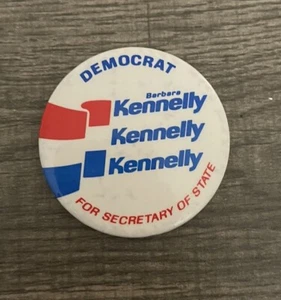 DEMOCRAT
Barbara
Kennelly
Kennelly
Kennelly
FOR SECRETARY OF STATE